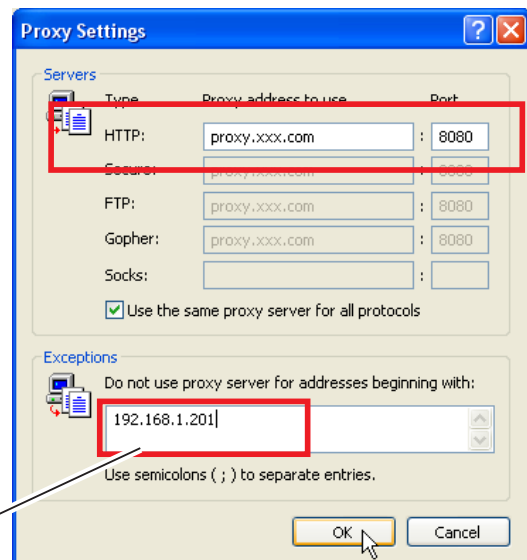 Proxy Settings
Servers
Type Proxy address to use Port
HTTP: proxy.xxx.com : 8080
Secure: proxy.xxx.com : 8080
FTP: proxy.xxx.com : 8080
Gopher: proxy.xxx.com : 8080
Socks: :
Use the same proxy server for all protocols
Exceptions
Do not use proxy server for addresses beginning with:
192.168.1.201
Use semicolons ( ; ) to separate entries.
OK Cancel